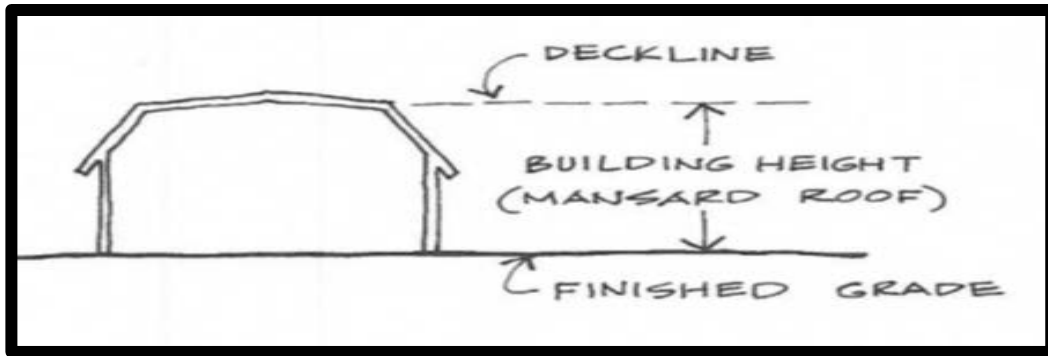 DECKLINE
BUILDING HEIGHT
(MANSARD ROOF)
FINISHED GRADE